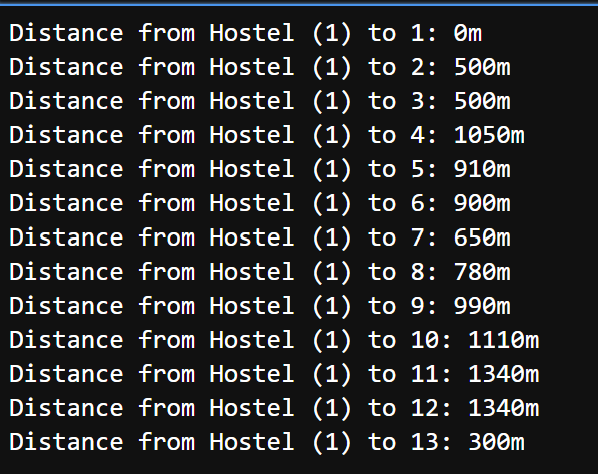 Distance from Hostel (1) to 1: 0m
Distance from Hostel (1) to 2: 500m
Distance from Hostel (1) to 3: 500m
Distance from Hostel (1) to 4: 1050m
Distance from Hostel (1) to 5: 910m
Distance from Hostel (1) to 6: 900m
Distance from Hostel (1) to 7: 650m
Distance from Hostel (1) to 8: 780m
Distance from Hostel (1) to 9: 990m
Distance from Hostel (1) to 10: 1110m
Distance from Hostel (1) to 11: 1340m
Distance from Hostel (1) to 12: 1340m
Distance from Hostel (1) to 13: 300m